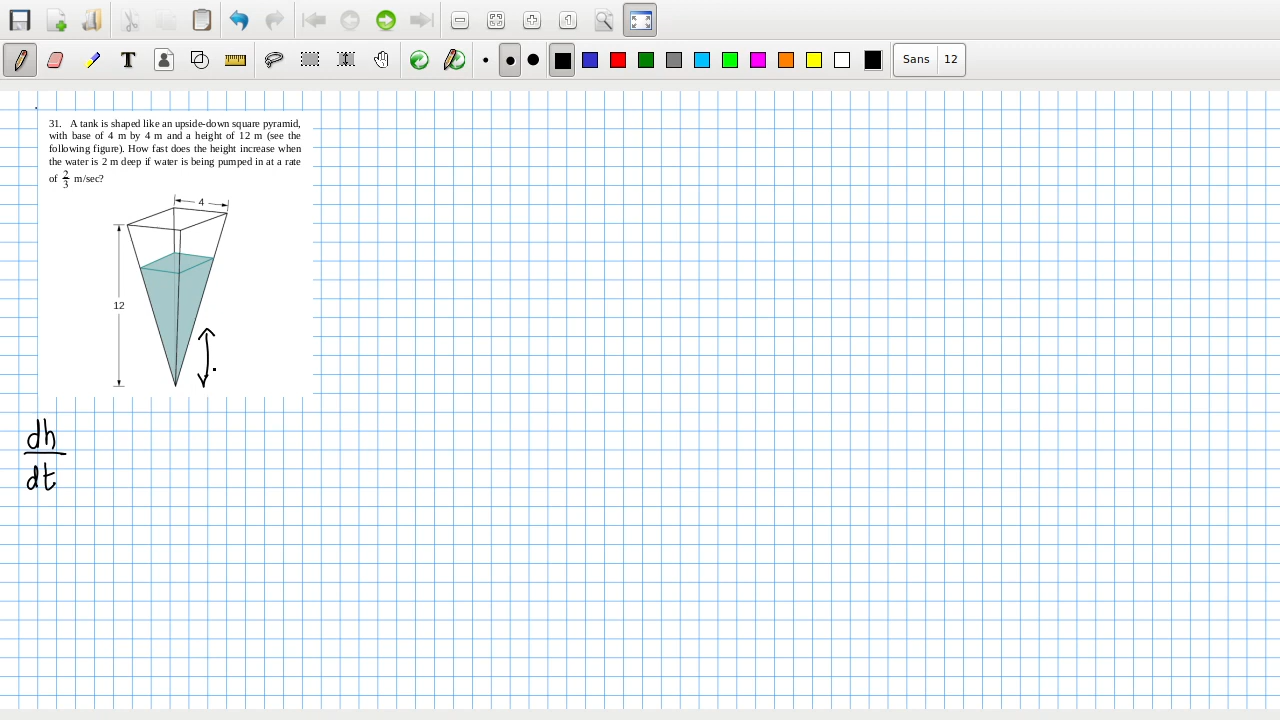 Sans 12
31. A tank is shaped like an upside-down square pyramid,
with base of 4 m by 4 m and a height of 12 m (see the
following figure). How fast does the height increase when
the water is 2 m deep if water is being pumped in at a rate
of 2/3 m/sec?
4
12
dh
dt